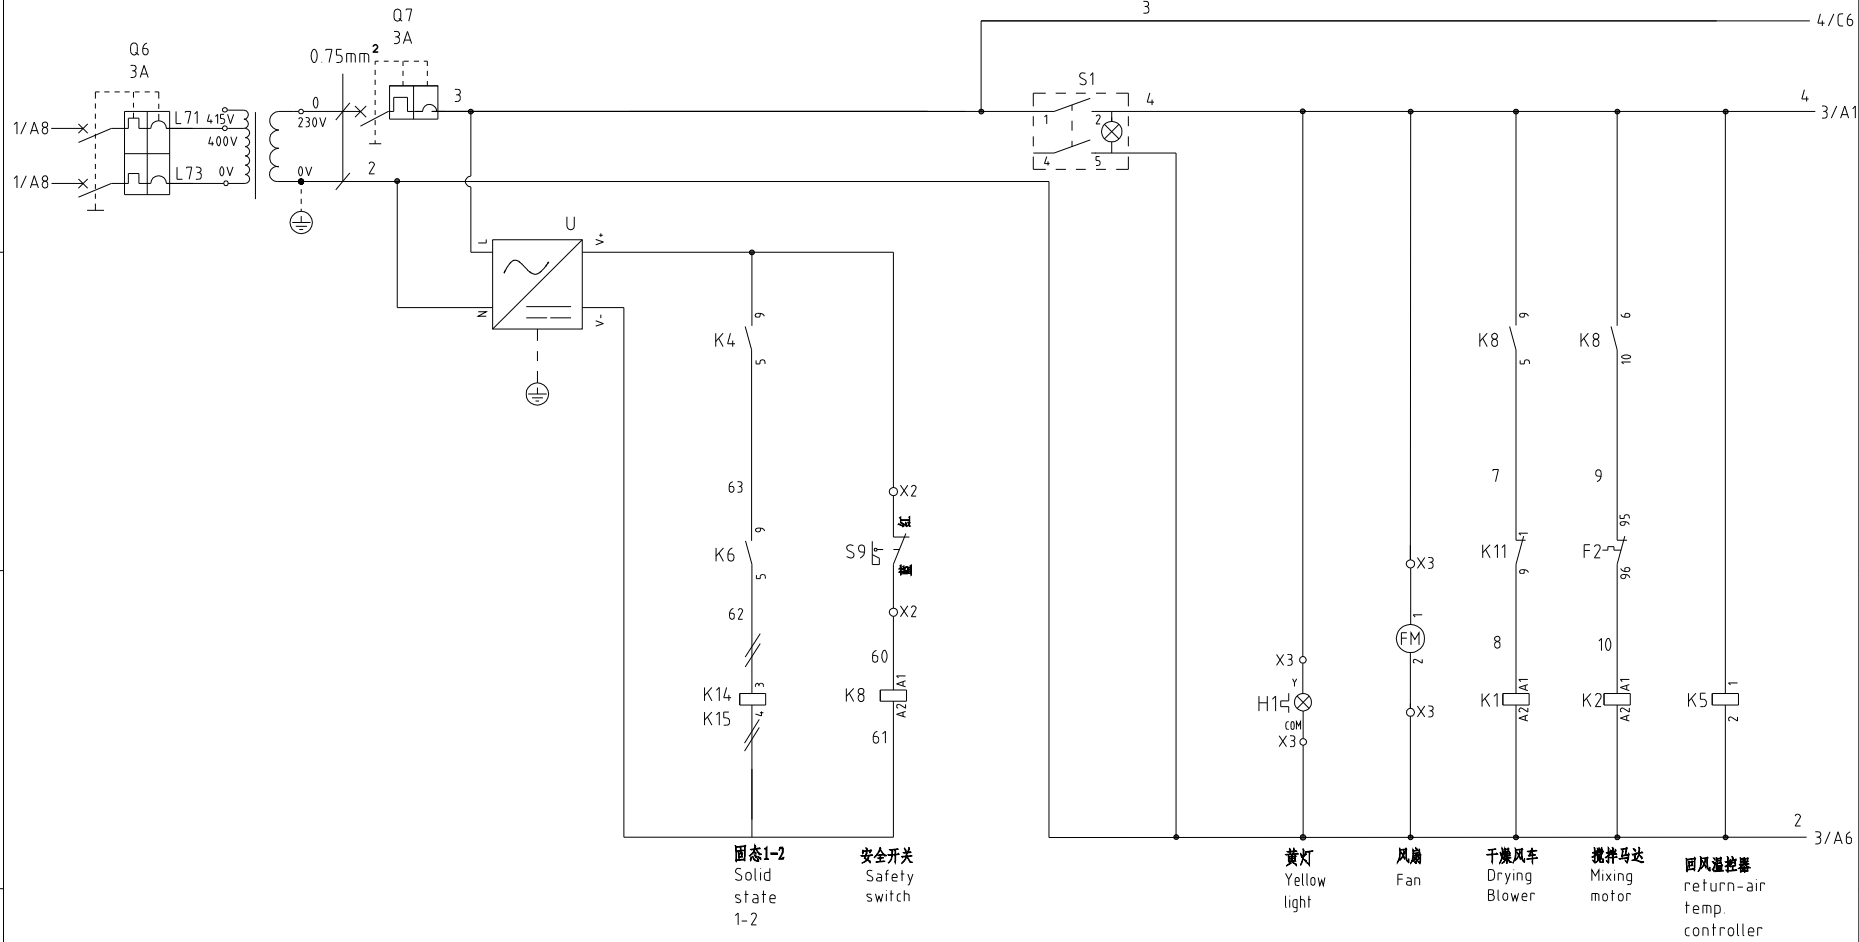 3
4/C6
Q7
3A
Q6
3A
0.75mm²
S1
1/A8
L71
415V
400V
0
230V
3
1
2
4
4
3/A1
1/A8
L73
0V
0V
2
4
5
U
L
V+
N
V-
K4
9
5
K8
9
5
K8
6
10
63
7
9
X2
红
K6
9
5
S9
蓝
X2
X3
K11
1
9
F2
95
96
62
60
FM
1
2
8
10
X3
K14
K15
3
4
K8
A1
A2
61
H1
Y
COM
X3
X3
K1
A1
A2
K2
A1
A2
K5
1
2
2
3/A6
固态1-2
Solid
state
1-2
安全开关
Safety
switch
黄灯
Yellow
light
风扇
Fan
干燥风车
Drying
Blower
搅拌马达
Mixing
motor
回风温控器
return-air
temp.
controller